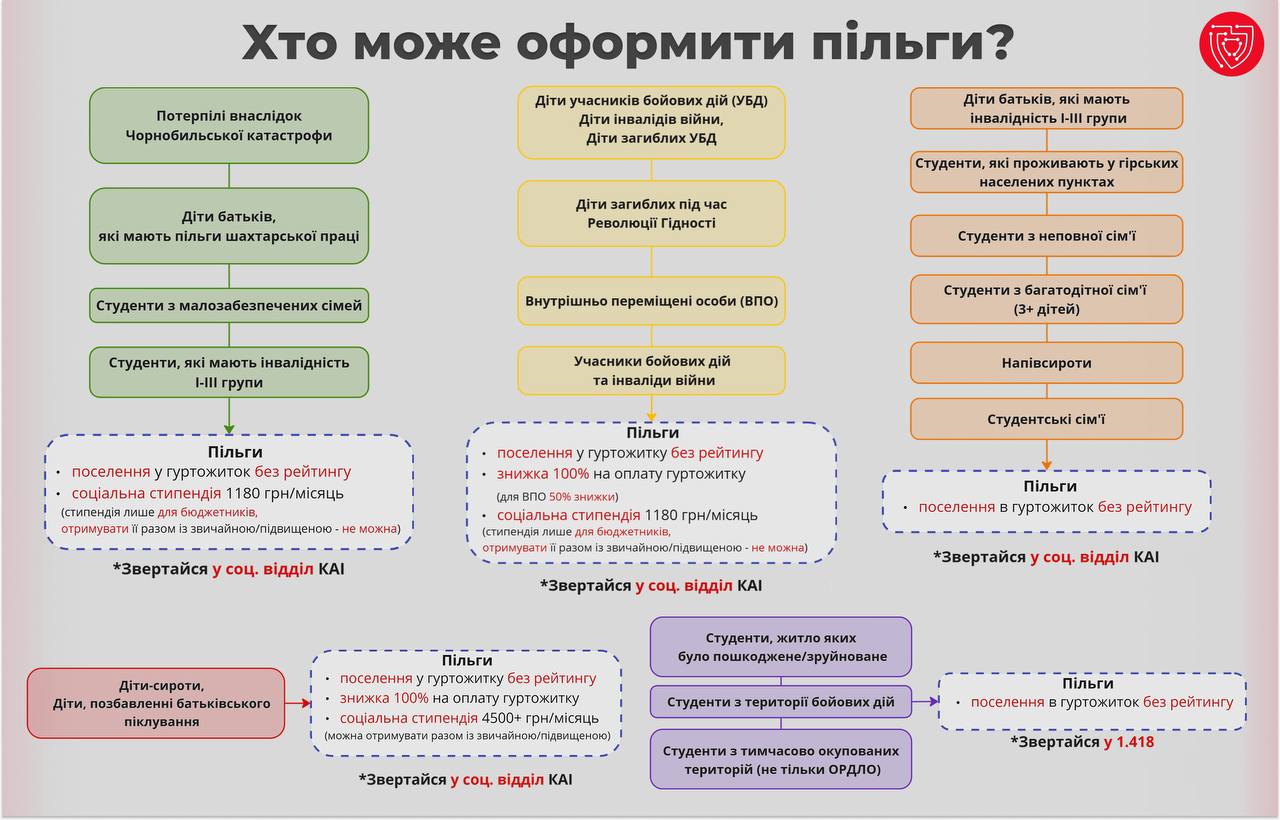 Хто може оформити пільги?
Потерпілі внаслідок
Чорнобильської катастрофи
Діти батьків,
які мають пільги шахтарської праці
Студенти з малозабезпечених сімей
Студенти, які мають інвалідність
І-ІІІ групи
Пільги
• поселення у гуртожиток без рейтингу
• соціальна стипендія 1180 грн/місяць
(стипендія лише для бюджетників,
отримувати її разом із звичайною/підвищеною - не можна)
*Звертайся у соц. відділ КАІ
Діти учасників бойових дій (УБД)
Діти інвалідів війни,
Діти загиблих УБД
Діти загиблих під час
Революції Гідності
Внутрішньо переміщені особи (ВПО)
Учасники бойових дій
та інваліди війни
Пільги
• поселення у гуртожитку без рейтингу
• знижка 100% на оплату гуртожитку
(для ВПО 50% знижки)
• соціальна стипендія 1180 грн/місяць
(стипендія лише для бюджетників,
отримувати її разом із звичайною/підвищеною - не можна)
*Звертайся у соц. відділ КАІ
Діти батьків, які мають
інвалідність І-ІІІ групи
Студенти, які проживають у гірських
населених пунктах
Студенти з неповної сім'ї
Студенти з багатодітної сім'ї
(3+ дітей)
Напівсироти
Студентські сім'ї
Пільги
• поселення в гуртожиток без рейтингу
*Звертайся у соц. відділ КАІ
Діти-сироти,
Діти, позбавленні батьківського
піклування
Пільги
• поселення у гуртожитку без рейтингу
• знижка 100% на оплату гуртожитку
• соціальна стипендія 4500+ грн/місяць
(можна отримувати разом із звичайною/підвищеною)
*Звертайся у соц. відділ КАІ
Студенти, житло яких
було пошкоджене/зруйноване
Студенти з території бойових дій
Студенти з тимчасово окупованих
територій (не тільки ОРДЛО)
Пільги
• поселення в гуртожиток без рейтингу
*Звертайся у 1.418